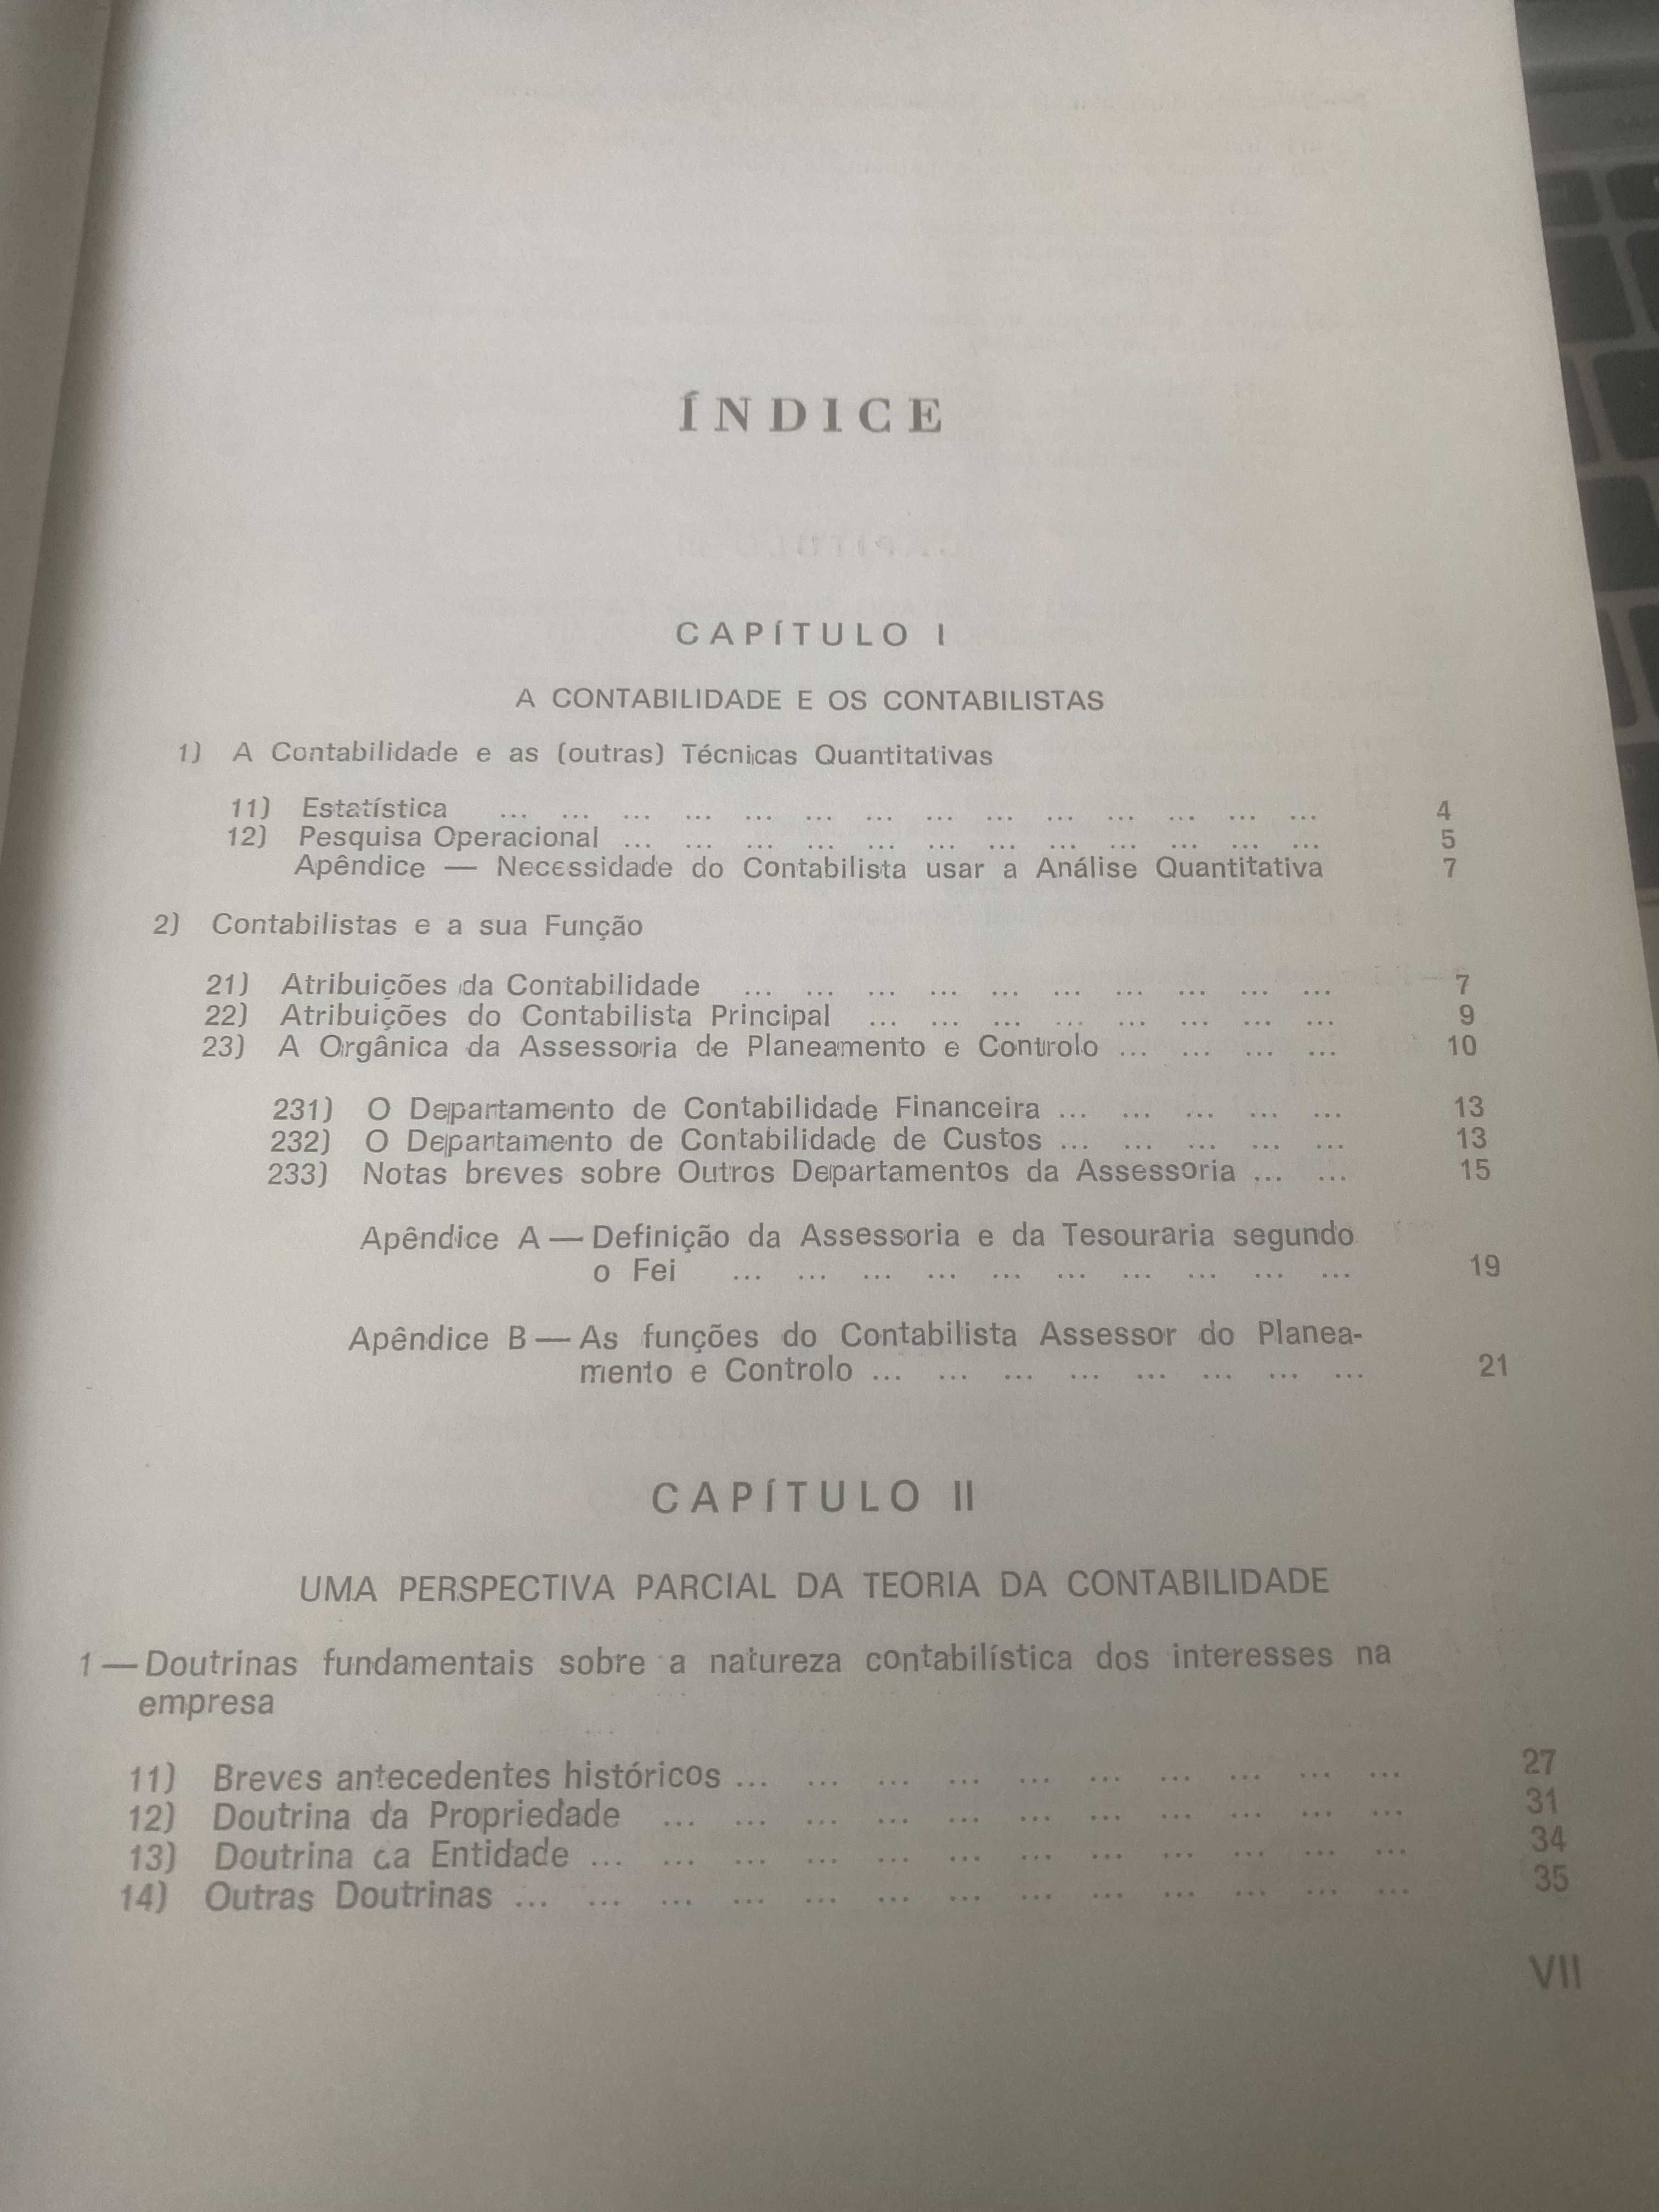 ÍNDICE
CAPÍTULO I
A CONTABILIDADE E OS CONTABILISTAS
1) A Contabilidade e as (outras) Técnicas Quantitativas
11) Estatística ... ... ... ... ... ... ... ... ... ... ... ... ... ... 4
12) Pesquisa Operacional ... ... ... ... ... ... ... ... ... ... ... ... 5
Apêndice — Necessidade do Contabilista usar a Análise Quantitativa 7
2) Contabilistas e a sua Função
21) Atribuições da Contabilidade ... ... ... ... ... ... ... ... ... ... 7
22) Atribuições do Contabilista Principal ... ... ... ... ... ... ... ... 9
23) A Orgânica da Assessoria de Planeamento e Controlo ... ... ... ... 10
231) O Departamento de Contabilidade Financeira ... ... ... ... ... 13
232) O Departamento de Contabilidade de Custos ... ... ... ... ... 13
233) Notas breves sobre Outros Departamentos da Assessoria ... ... 15
Apêndice A — Definição da Assessoria e da Tesouraria segundo
o Fei ... ... ... ... ... ... ... ... ... ... 19
Apêndice B — As funções do Contabilista Assessor do Planea-
mento e Controlo ... ... ... ... ... ... ... ... 21
CAPÍTULO II
UMA PERSPECTIVA PARCIAL DA TEORIA DA CONTABILIDADE
1 — Doutrinas fundamentais sobre a natureza contabilística dos interesses na
empresa
11) Breves antecedentes históricos ... ... ... ... ... ... ... ... ... ... 27
12) Doutrina da Propriedade ... ... ... ... ... ... ... ... ... ... ... 31
13) Doutrina da Entidade ... ... ... ... ... ... ... ... ... ... ... ... 34
14) Outras Doutrinas ... ... ... ... ... ... ... ... ... ... ... ... ... 35
VII